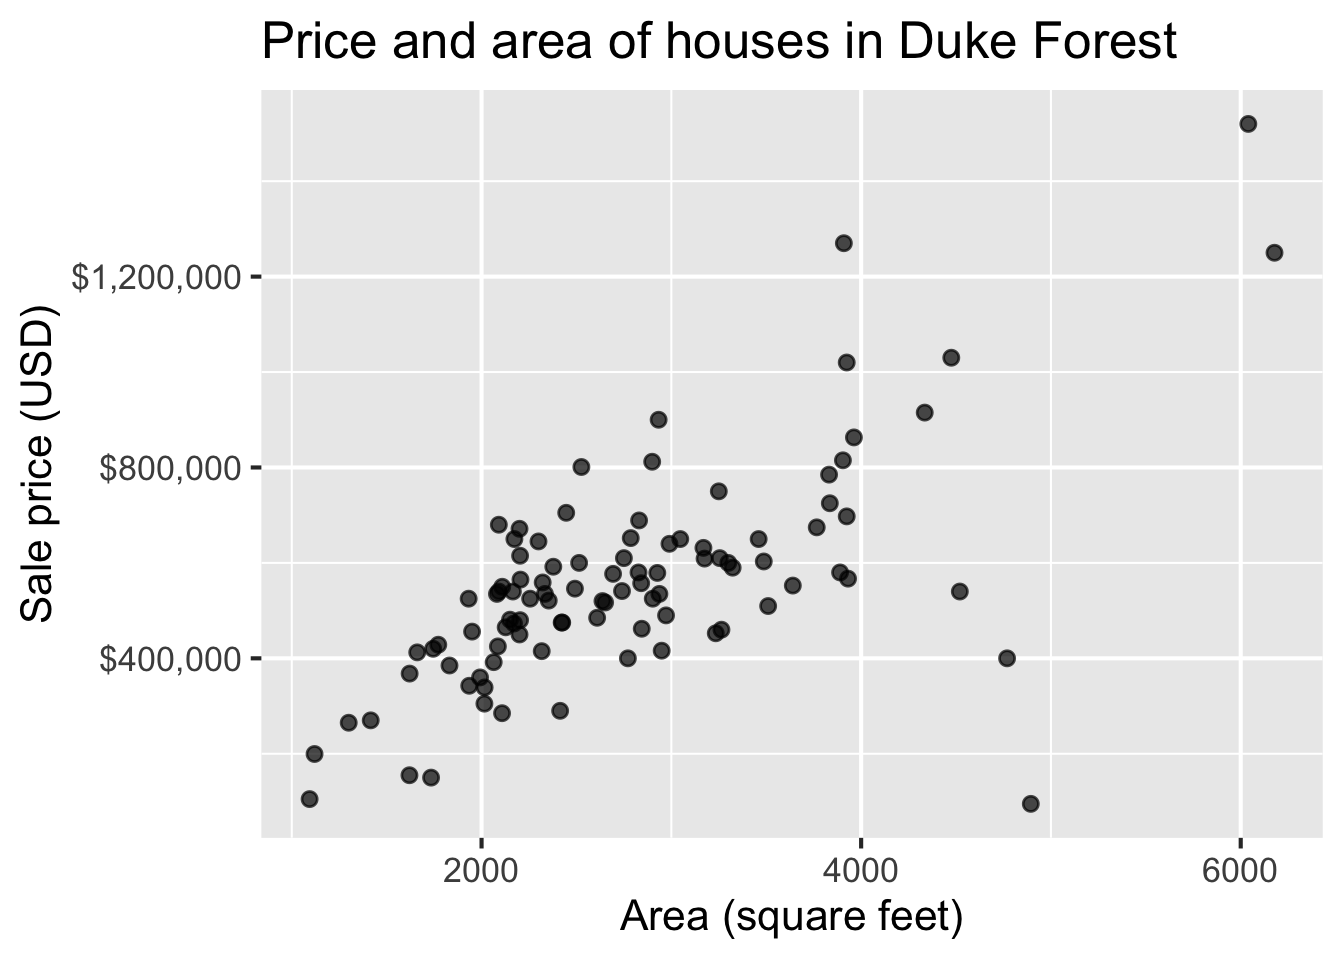 Price and area of houses in Duke Forest
Sale price (USD)
$1,200,000
$800,000
$400,000
2000 4000 6000
Area (square feet)